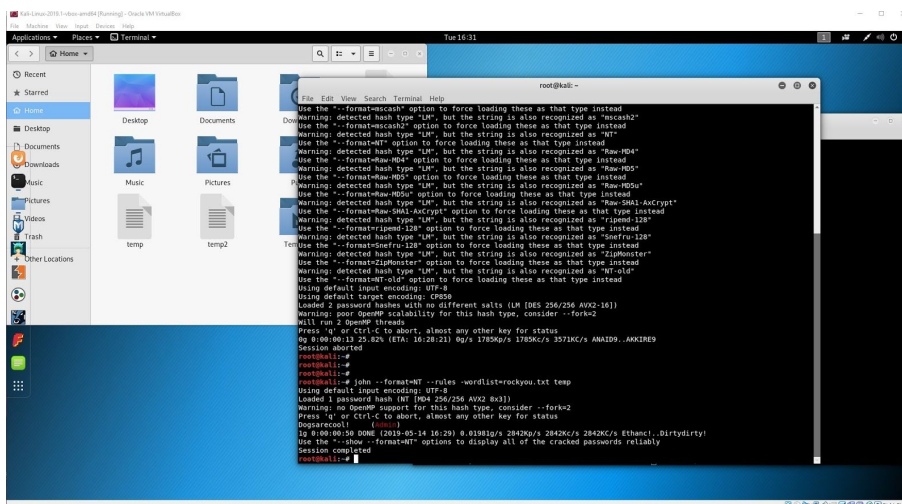 Kali-Linux-2019.1-vbox-amd64 [Running] - Oracle VM VirtualBox
File Machine View Input Devices Help
Applications Places Terminal Tue 16:31 1
Home
Recent
Starred
Home
Desktop
Documents
Downloads
Music
Pictures
Videos
Trash
Other Locations
Desktop
Documents
Music
Pictures
temp
temp2
root@kali: ~
File Edit View Search Terminal Help
Use the "--format=mscash" option to force loading these as that type instead
Warning: detected hash type "LM", but the string is also recognized as "mscash2"
Use the "--format=mscash2" option to force loading these as that type instead
Warning: detected hash type "LM", but the string is also recognized as "NT"
Use the "--format=NT" option to force loading these as that type instead
Warning: detected hash type "LM", but the string is also recognized as "Raw-MD4"
Use the "--format=Raw-MD4" option to force loading these as that type instead
Warning: detected hash type "LM", but the string is also recognized as "Raw-MD5"
Use the "--format=Raw-MD5" option to force loading these as that type instead
Warning: detected hash type "LM", but the string is also recognized as "Raw-MD5u"
Use the "--format=Raw-MD5u" option to force loading these as that type instead
Warning: detected hash type "LM", but the string is also recognized as "Raw-SHA1-AxCrypt"
Use the "--format=Raw-SHA1-AxCrypt" option to force loading these as that type instead
Warning: detected hash type "LM", but the string is also recognized as "ripemd-128"
Use the "--format=ripemd-128" option to force loading these as that type instead
Warning: detected hash type "LM", but the string is also recognized as "Snefru-128"
Use the "--format=Snefru-128" option to force loading these as that type instead
Warning: detected hash type "LM", but the string is also recognized as "ZipMonster"
Use the "--format=ZipMonster" option to force loading these as that type instead
Warning: detected hash type "LM", but the string is also recognized as "NT-old"
Use the "--format=NT-old" option to force loading these as that type instead
Using default input encoding: UTF-8
Using default target encoding: CP850
Loaded 2 password hashes with no different salts (LM [DES 256/256 AVX2-16])
Warning: poor OpenMP scalability for this hash type, consider --fork=2
Will run 2 OpenMP threads
Press 'q' or Ctrl-C to abort, almost any other key for status
0g 0:00:00:13 25.82% (ETA: 16:28:21) 0g/s 1785Kp/s 1785Kc/s 3571KC/s ANAID9..AKKIRE9
Session aborted
root@kali:~#
root@kali:~#
root@kali:~#
root@kali:~# john --format=NT --rules -wordlist=rockyou.txt temp
Using default input encoding: UTF-8
Loaded 1 password hash (NT [MD4 256/256 AVX2 8x3])
Warning: no OpenMP support for this hash type, consider --fork=2
Press 'q' or Ctrl-C to abort, almost any other key for status
Dogsarecool! (Admin)
1g 0:00:00:50 DONE (2019-05-14 16:29) 0.01981g/s 2842Kp/s 2842Kc/s 2842KC/s Ethanc!..Dirtydirty!
Use the "--show --format=NT" options to display all of the cracked passwords reliably
Session completed
root@kali:~#